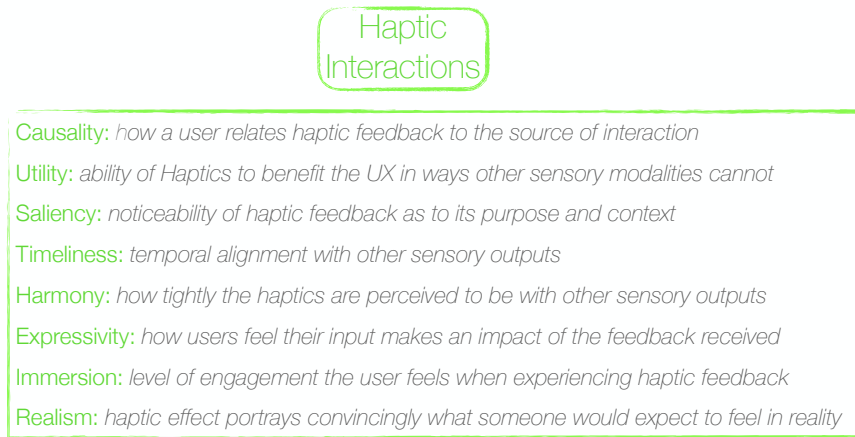 Haptic
Interactions
Causality: how a user relates haptic feedback to the source of interaction
Utility: ability of Haptics to benefit the UX in ways other sensory modalities cannot
Saliency: noticeability of haptic feedback as to its purpose and context
Timeliness: temporal alignment with other sensory outputs
Harmony: how tightly the haptics are perceived to be with other sensory outputs
Expressivity: how users feel their input makes an impact of the feedback received
Immersion: level of engagement the user feels when experiencing haptic feedback
Realism: haptic effect portrays convincingly what someone would expect to feel in reality